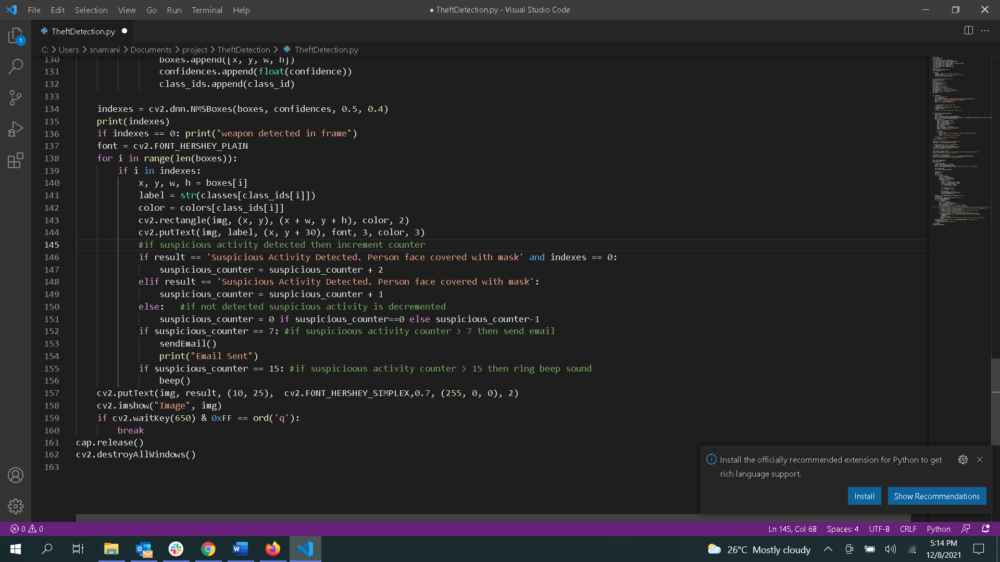 File Edit Selection View Go Run Terminal Help
● TheftDetection.py - Visual Studio Code
1
TheftDetection.py ●
C: > Users > snamani > Documents > project > TheftDetection > TheftDetection.py
130 boxes.append([x, y, w, h])
131 confidences.append(float(confidence))
132 class_ids.append(class_id)
133
134 indexes = cv2.dnn.NMSBoxes(boxes, confidences, 0.5, 0.4)
135 print(indexes)
136 if indexes == 0: print("weapon detected in frame")
137 font = cv2.FONT_HERSHEY_PLAIN
138 for i in range(len(boxes)):
139 if i in indexes:
140 x, y, w, h = boxes[i]
141 label = str(classes[class_ids[i]])
142 color = colors[class_ids[i]]
143 cv2.rectangle(img, (x, y), (x + w, y + h), color, 2)
144 cv2.putText(img, label, (x, y + 30), font, 3, color, 3)
145 #if suspicious activity detected then increment counter
146 if result == 'Suspicious Activity Detected. Person face covered with mask' and indexes == 0:
147 suspicious_counter = suspicious_counter + 2
148 elif result == 'Suspicious Activity Detected. Person face covered with mask':
149 suspicious_counter = suspicious_counter + 1
150 else: #if not detected suspicious activity is decremented
151 suspicious_counter = 0 if suspicious_counter==0 else suspicious_counter-1
152 if suspicious_counter == 7: #if suspicioous activity counter > 7 then send email
153 sendEmail()
154 print("Email Sent")
155 if suspicious_counter == 15: #if suspicioous activity counter > 15 then ring beep sound
156 beep()
157 cv2.putText(img, result, (10, 25), cv2.FONT_HERSHEY_SIMPLEX,0.7, (255, 0, 0), 2)
158 cv2.imshow("Image", img)
159 if cv2.waitKey(650) & 0xFF == ord('q'):
160 break
161 cap.release()
162 cv2.destroyAllWindows()
163
Install the officially recommended extension for Python to get
rich language support.
Install Show Recommendations
0 0 Ln 145, Col 68 Spaces: 4 UTF-8 CRLF Python
26°C Mostly cloudy
5:14 PM
12/8/2021